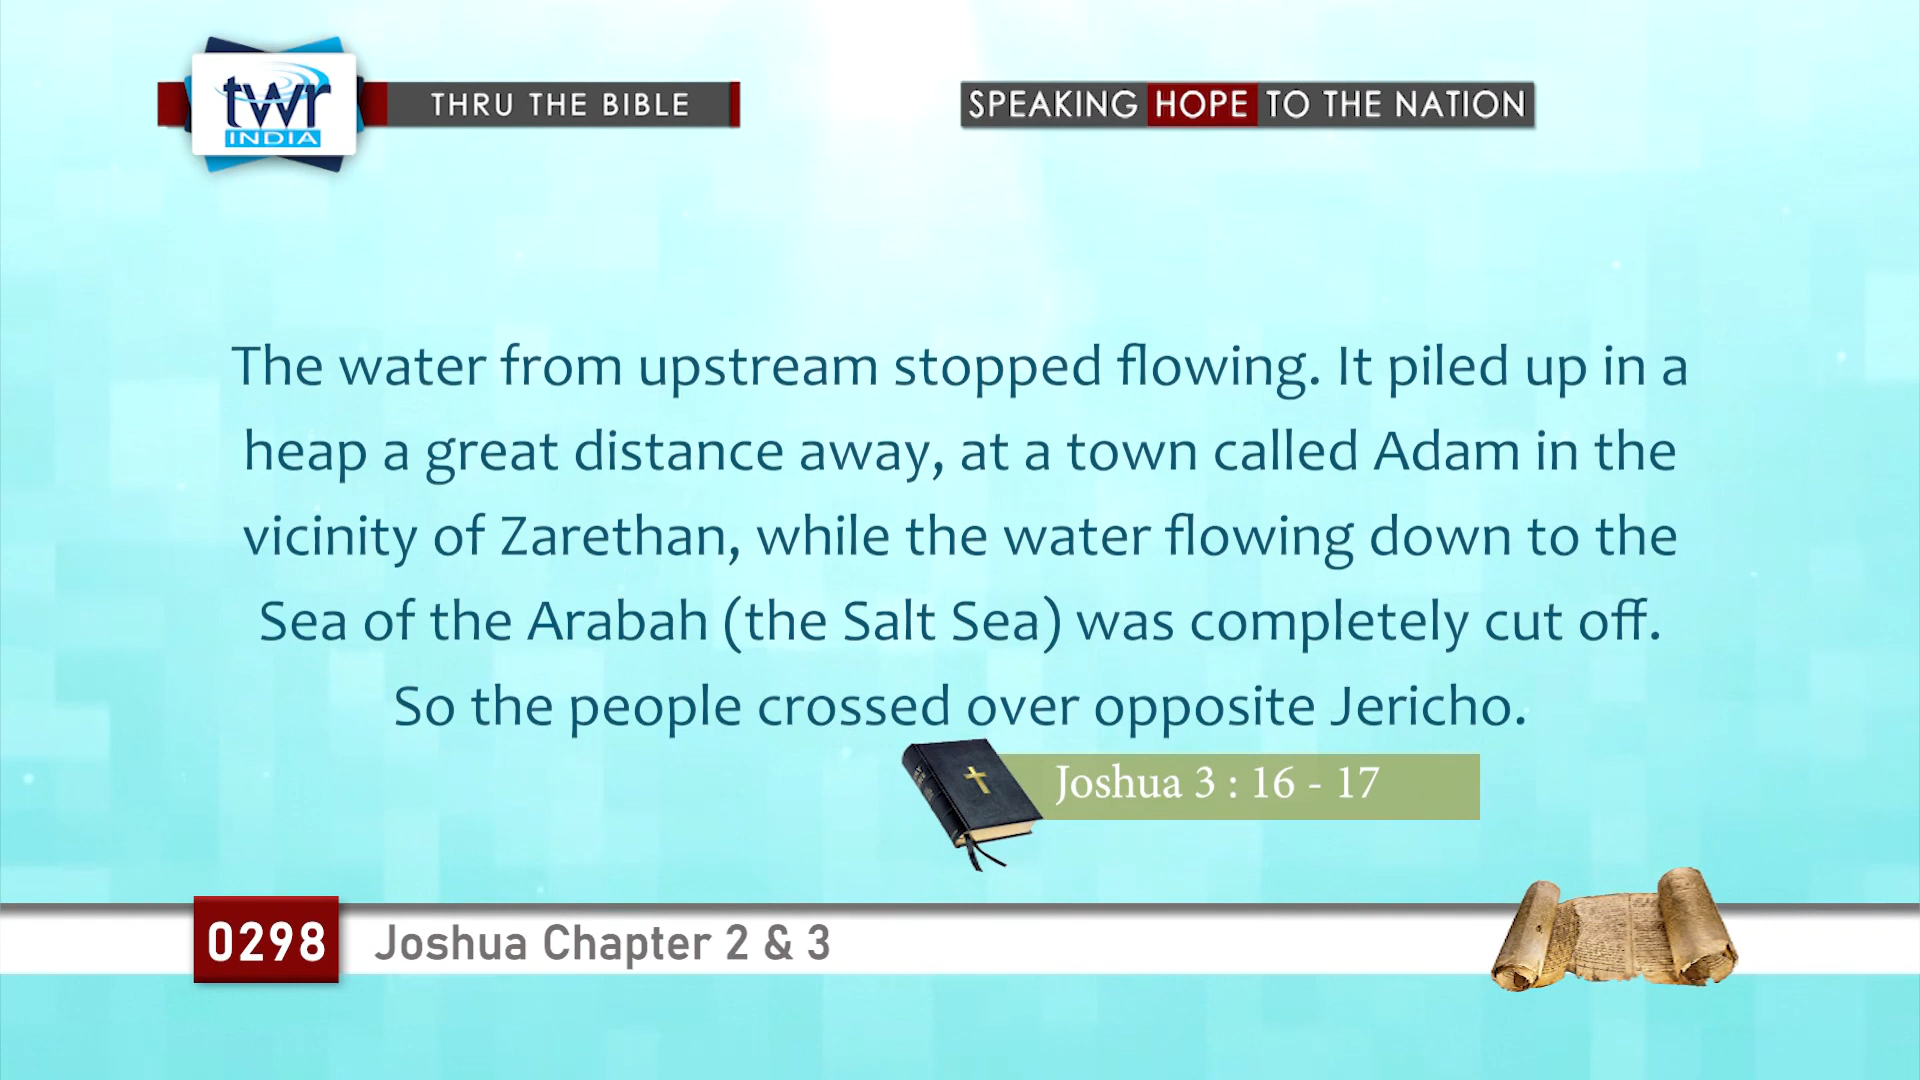 twr
INDIA
THRU THE BIBLE
SPEAKING HOPE TO THE NATION
The water from upstream stopped flowing. It piled up in a
heap a great distance away, at a town called Adam in the
vicinity of Zarethan, while the water flowing down to the
Sea of the Arabah (the Salt Sea) was completely cut off.
So the people crossed over opposite Jericho.
Joshua 3 : 16 - 17
0298
Joshua Chapter 2 & 3